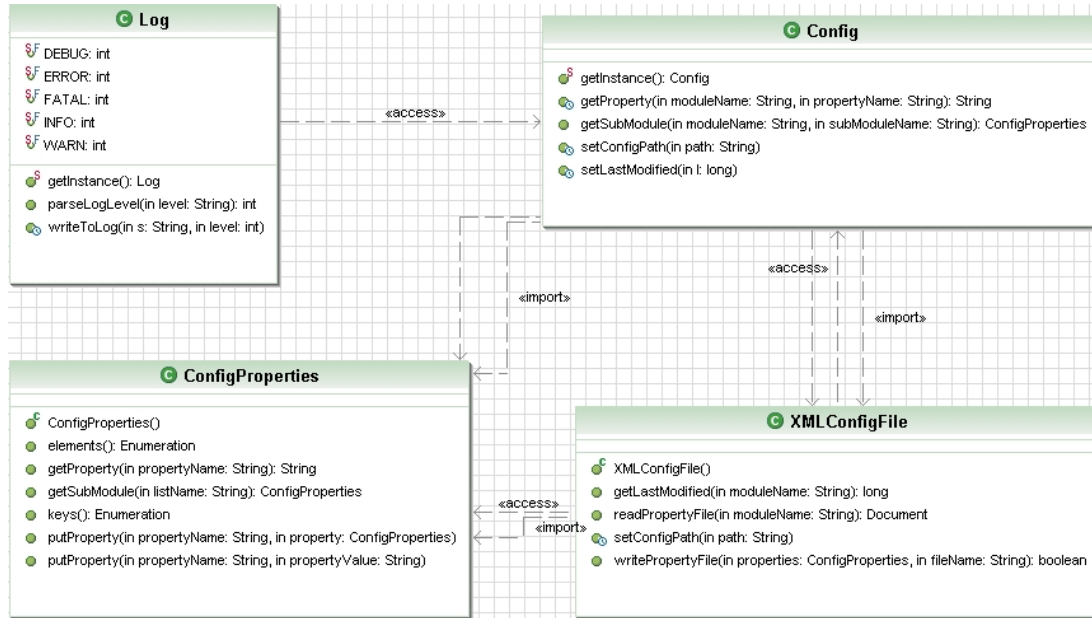 Log
DEBUG: int
ERROR: int
FATAL: int
INFO: int
WARN: int
getInstance(): Log
parseLogLevel(in level: String): int
writeToLog(in s: String, in level: int)
«access»
Config
getInstance(): Config
getProperty(in moduleName: String, in propertyName: String): String
getSubModule(in moduleName: String, in subModuleName: String): ConfigProperties
setConfigPath(in path: String)
setLastModified(in l: long)
«access»
«import»
«import»
ConfigProperties
ConfigProperties()
elements(): Enumeration
getProperty(in propertyName: String): String
getSubModule(in listName: String): ConfigProperties
keys(): Enumeration
putProperty(in propertyName: String, in property: ConfigProperties)
putProperty(in propertyName: String, in propertyValue: String)
«access»
«import»
XMLConfigFile
XMLConfigFile()
getLastModified(in moduleName: String): long
readPropertyFile(in moduleName: String): Document
setConfigPath(in path: String)
writePropertyFile(in properties: ConfigProperties, in fileName: String): boolean